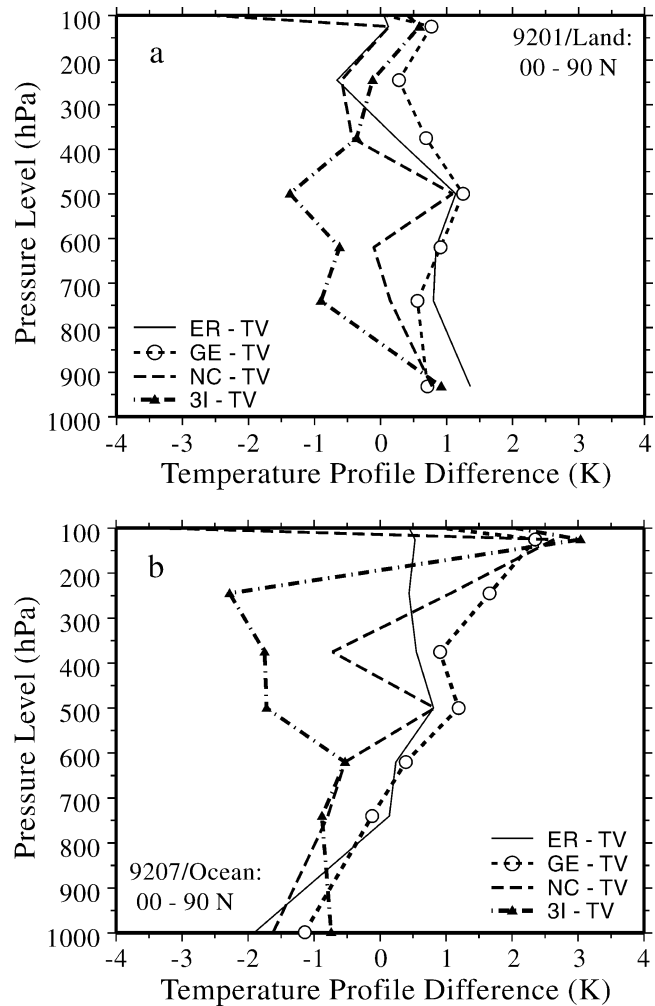 a
9201/Land:
00 - 90 N
Pressure Level (hPa)
100
200
300
400
500
600
700
800
900
1000
ER - TV
GE - TV
NC - TV
3I - TV
-4 -3 -2 -1 0 1 2 3 4
Temperature Profile Difference (K)
b
Pressure Level (hPa)
100
200
300
400
500
600
700
800
900
1000
9207/Ocean:
00 - 90 N
ER - TV
GE - TV
NC - TV
3I - TV
-4 -3 -2 -1 0 1 2 3 4
Temperature Profile Difference (K)